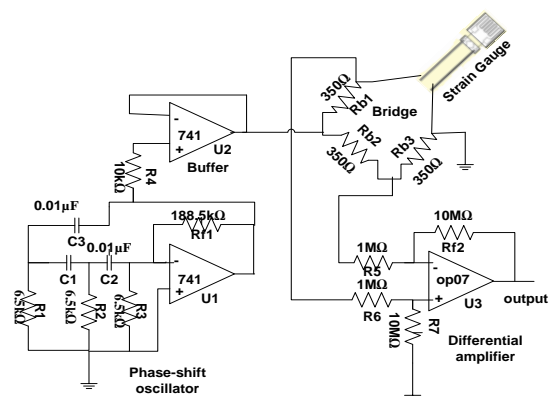 Strain Gauge
350Ω
Rb1
Bridge
Rb2
350Ω
Rb3
350Ω
-
741
+
U2
Buffer
R4
10kΩ
0.01µF
C3
0.01µF
188.5kΩ
Rf1
C1
C2
-
741
+
U1
R1
6.5kΩ
R2
6.5kΩ
R3
6.5kΩ
Phase-shift
oscillator
10MΩ
Rf2
1MΩ
R5
1MΩ
R6
-
op07
+
U3
output
R7
10MΩ
Differential
amplifier